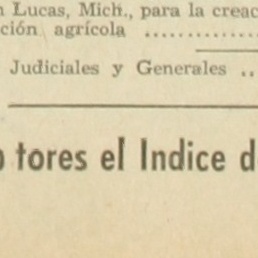 Lucas, Mich., para la creac
ción agrícola ................
Judiciales y Generales ..
tores el Indice d